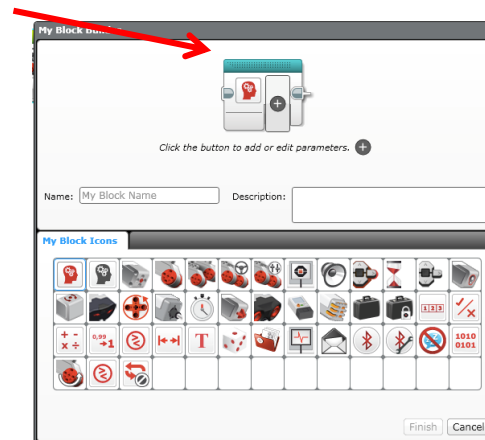 My Block Builder
Click the button to add or edit parameters.
Name: My Block Name Description:
My Block Icons
1 2 3
+ - × ÷
0,99 →1
T
1010
0101
Finish Cancel